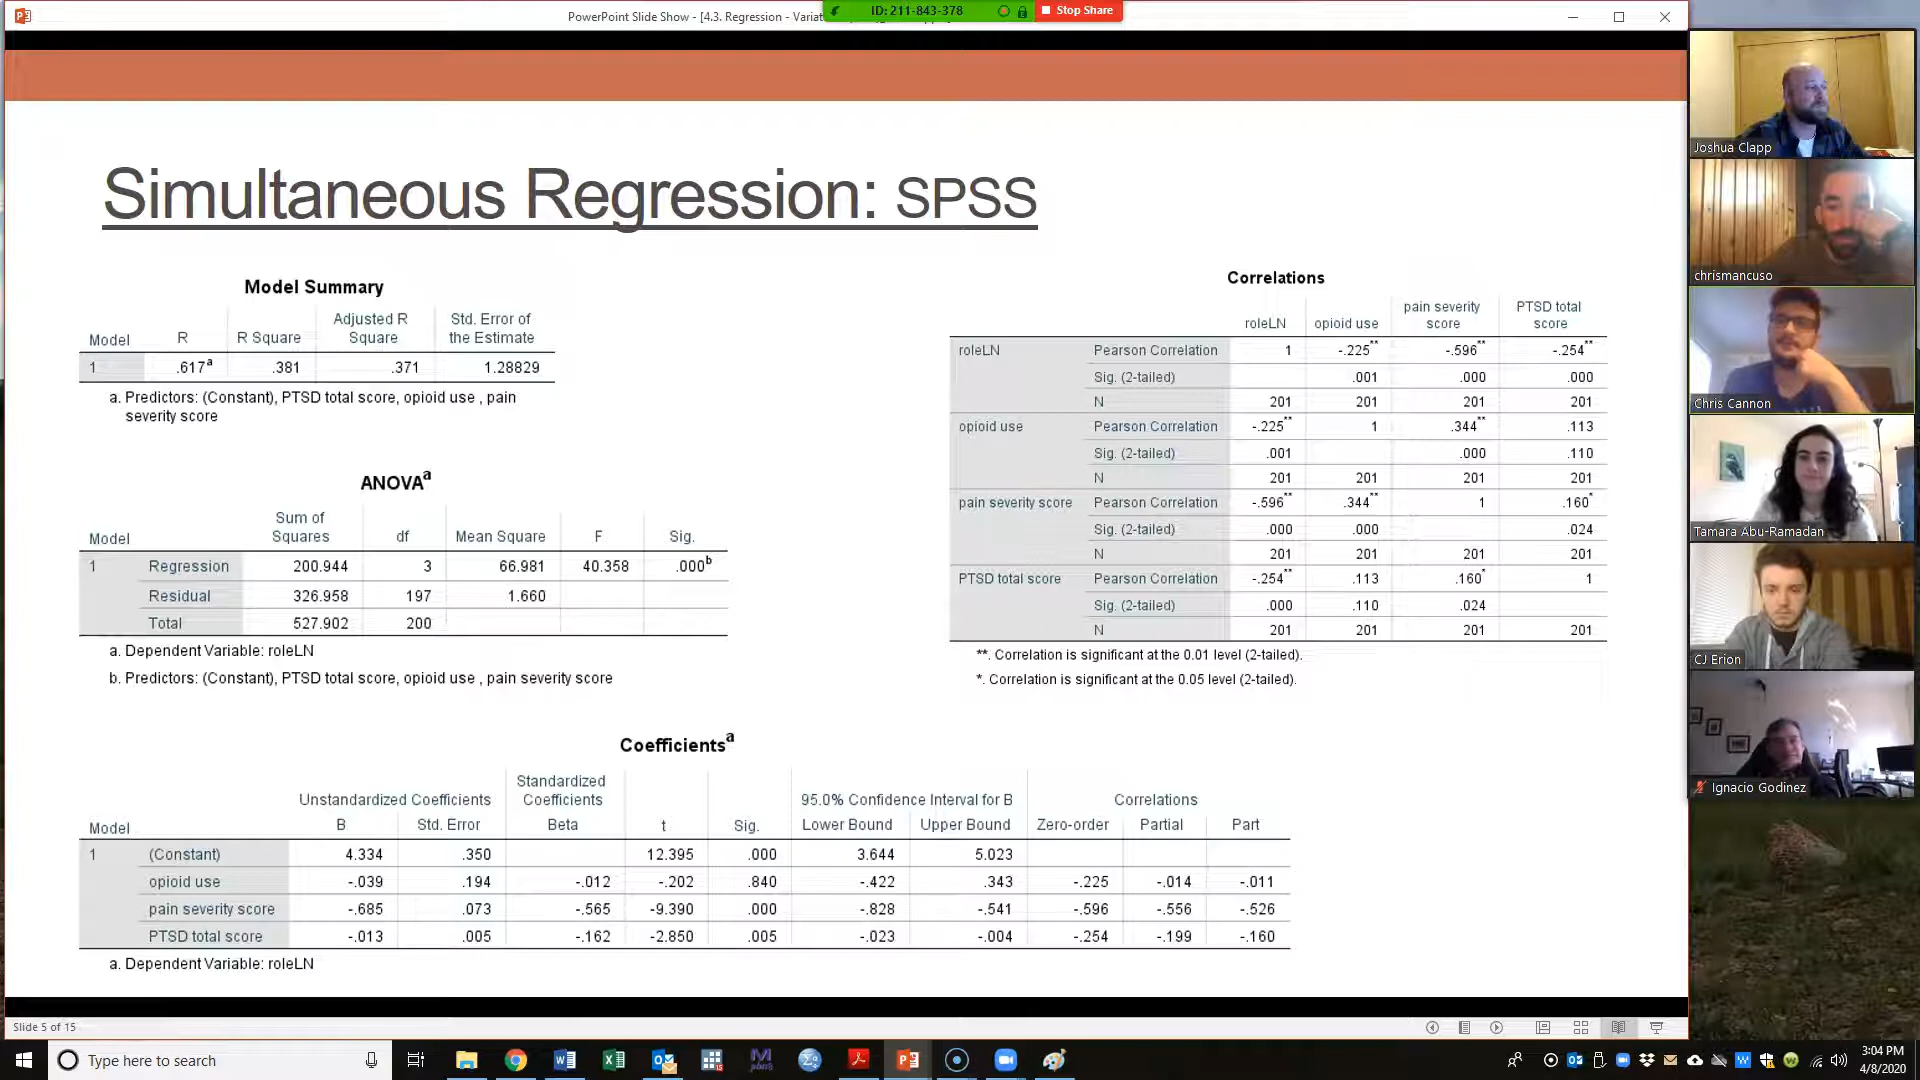 PowerPoint Slide Show - [4.3. Regression - Variat
ID: 211-843-378
Stop Share
Simultaneous Regression: SPSS
Model Summary
Model R R Square Adjusted R Square Std. Error of the Estimate
1 .617a .381 .371 1.28829
a. Predictors: (Constant), PTSD total score, opioid use , pain
severity score
ANOVAa
Model Sum of Squares df Mean Square F Sig.
1 Regression 200.944 3 66.981 40.358 .000b
Residual 326.958 197 1.660
Total 527.902 200
a. Dependent Variable: roleLN
b. Predictors: (Constant), PTSD total score, opioid use , pain severity score
Correlations
roleLN opioid use pain severity score PTSD total score
roleLN Pearson Correlation 1 -.225** -.596** -.254**
Sig. (2-tailed) .001 .000 .000
N 201 201 201 201
opioid use Pearson Correlation -.225** 1 .344** .113
Sig. (2-tailed) .001 .000 .110
N 201 201 201 201
pain severity score Pearson Correlation -.596** .344** 1 .160*
Sig. (2-tailed) .000 .000 .024
N 201 201 201 201
PTSD total score Pearson Correlation -.254** .113 .160* 1
Sig. (2-tailed) .000 .110 .024
N 201 201 201 201
**. Correlation is significant at the 0.01 level (2-tailed).
*. Correlation is significant at the 0.05 level (2-tailed).
Coefficientsa
Unstandardized Coefficients Standardized Coefficients 95.0% Confidence Interval for B Correlations
Model B Std. Error Beta t Sig. Lower Bound Upper Bound Zero-order Partial Part
1 (Constant) 4.334 .350 12.395 .000 3.644 5.023
opioid use -.039 .194 -.012 -.202 .840 -.422 .343 -.225 -.014 -.011
pain severity score -.685 .073 -.565 -9.390 .000 -.828 -.541 -.596 -.556 -.526
PTSD total score -.013 .005 -.162 -2.850 .005 -.023 -.004 -.254 -.199 -.160
a. Dependent Variable: roleLN
Joshua Clapp
chrismancuso
Chris Cannon
Tamara Abu-Ramadan
CJ Erion
Ignacio Godinez
Slide 5 of 15
Type here to search
3:04 PM
4/8/2020